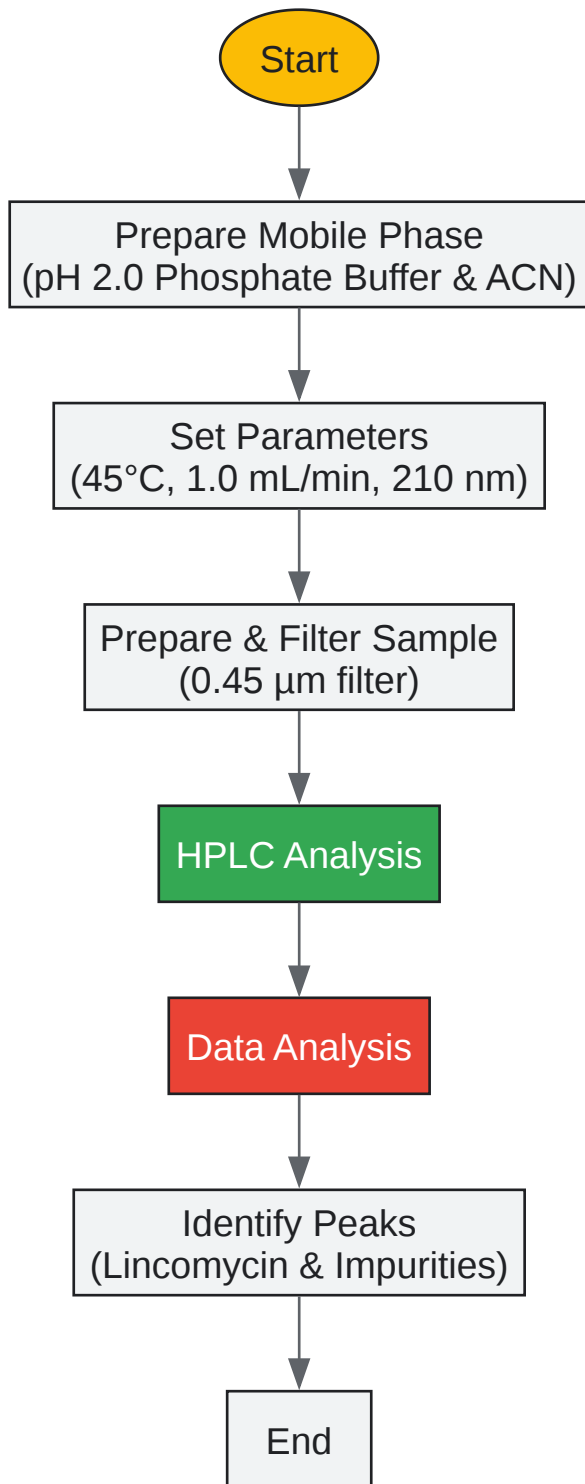 Start
Prepare Mobile Phase
(pH 2.0 Phosphate Buffer & ACN)
Set Parameters
(45°C, 1.0 mL/min, 210 nm)
Prepare & Filter Sample
(0.45 µm filter)
HPLC Analysis
Data Analysis
Identify Peaks
(Lincomycin & Impurities)
End